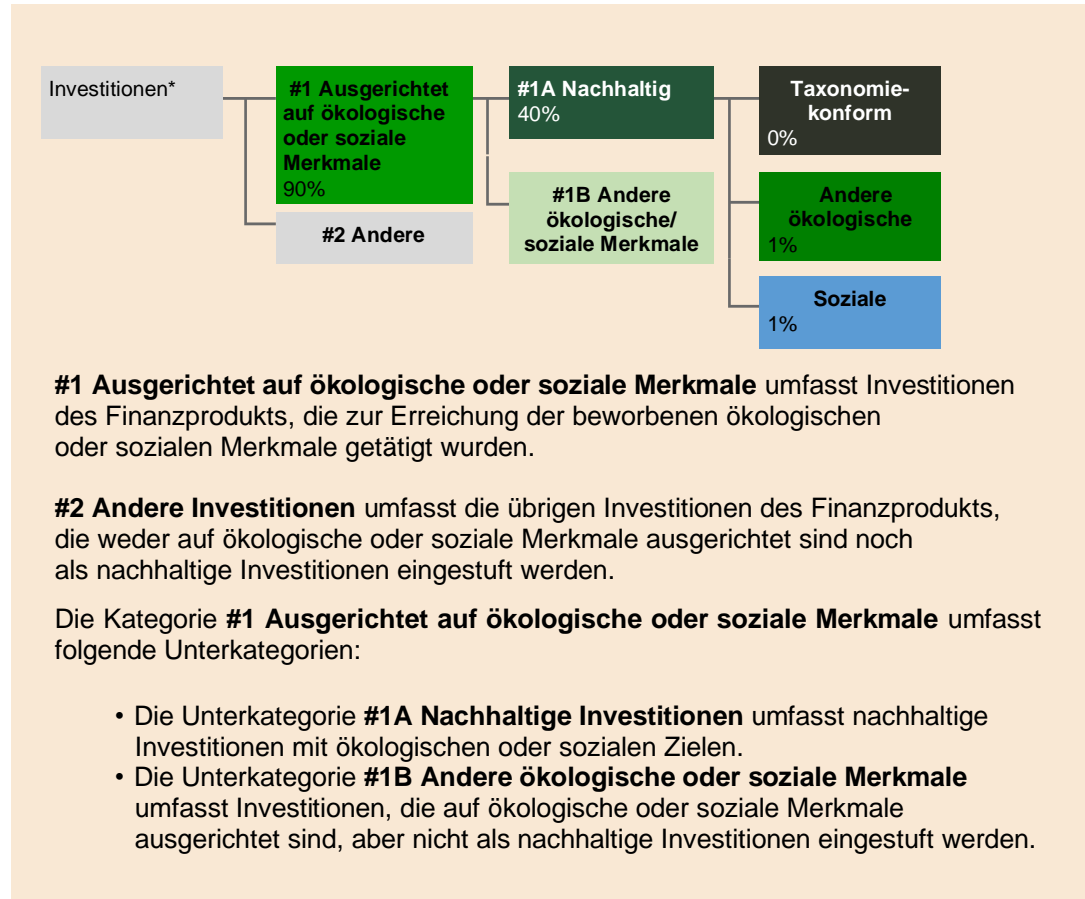 Investitionen*
#1 Ausgerichtet
auf ökologische
oder soziale
Merkmale
90%
#2 Andere
#1A Nachhaltig
40%
#1B Andere
ökologische/
soziale Merkmale
Taxonomie-
konform
0%
Andere
ökologische
1%
Soziale
1%
#1 Ausgerichtet auf ökologische oder soziale Merkmale umfasst Investitionen
des Finanzprodukts, die zur Erreichung der beworbenen ökologischen
oder sozialen Merkmale getätigt wurden.
#2 Andere Investitionen umfasst die übrigen Investitionen des Finanzprodukts,
die weder auf ökologische oder soziale Merkmale ausgerichtet sind noch
als nachhaltige Investitionen eingestuft werden.
Die Kategorie #1 Ausgerichtet auf ökologische oder soziale Merkmale umfasst
folgende Unterkategorien:
• Die Unterkategorie #1A Nachhaltige Investitionen umfasst nachhaltige
Investitionen mit ökologischen oder sozialen Zielen.
• Die Unterkategorie #1B Andere ökologische oder soziale Merkmale
umfasst Investitionen, die auf ökologische oder soziale Merkmale
ausgerichtet sind, aber nicht als nachhaltige Investitionen eingestuft werden.